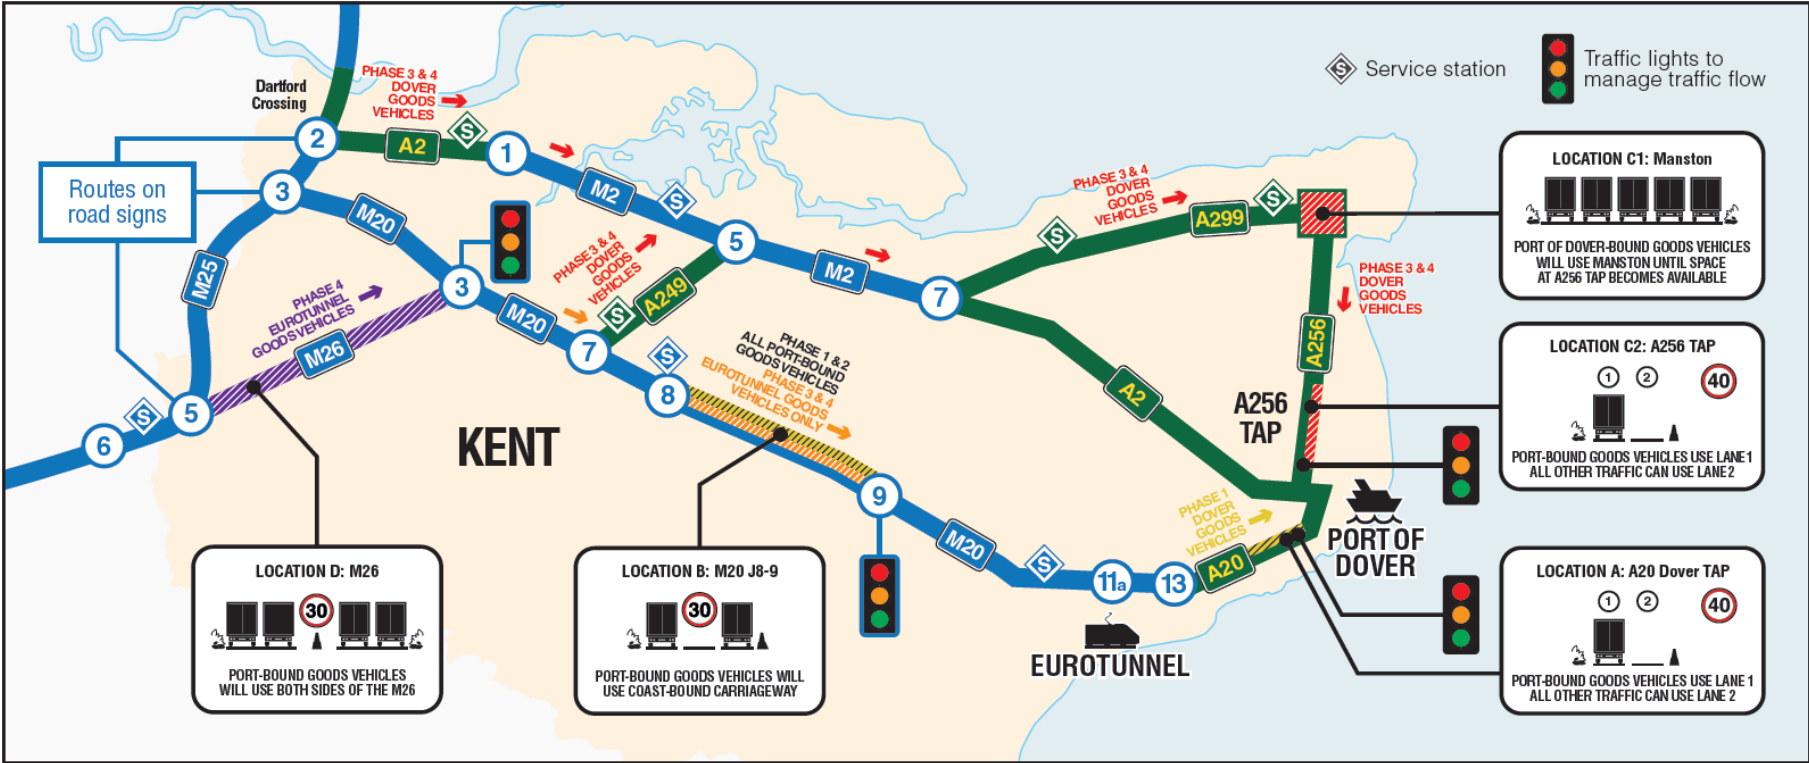 Dartford
Crossing
PHASE 3 & 4
DOVER
GOODS
VEHICLES
S
Service station
Traffic lights to
manage traffic flow
2
A2
S
1
Routes on
road signs
3
M20
M2
S
PHASE 3 & 4
DOVER
GOODS
VEHICLES
A299
S
S
LOCATION C1: Manston
PORT OF DOVER-BOUND GOODS VEHICLES
WILL USE MANSTON UNTIL SPACE
AT A256 TAP BECOMES AVAILABLE
M25
3
PHASE 3 & 4
DOVER
GOODS
VEHICLES
5
M2
7
PHASE 3 & 4
DOVER
GOODS
VEHICLES
PHASE 4
EUROTUNNEL
GOODS VEHICLES
M26
M20
S
A249
7
A256
LOCATION C2: A256 TAP
1
2
40
PORT-BOUND GOODS VEHICLES USE LANE 1
ALL OTHER TRAFFIC CAN USE LANE 2
S
8
PHASE 1 & 2
ALL PORT-BOUND
GOODS VEHICLES
PHASE 3 & 4
EUROTUNNEL GOODS
VEHICLES ONLY
A2
A256
TAP
6
S
5
KENT
9
M20
S
11a
13
A20
PHASE 1
DOVER
GOODS
VEHICLES
PORT OF
DOVER
EUROTUNNEL
LOCATION D: M26
30
PORT-BOUND GOODS VEHICLES
WILL USE BOTH SIDES OF THE M26
LOCATION B: M20 J8-9
30
PORT-BOUND GOODS VEHICLES WILL
USE COAST-BOUND CARRIAGEWAY
LOCATION A: A20 Dover TAP
1
2
40
PORT-BOUND GOODS VEHICLES USE LANE 1
ALL OTHER TRAFFIC CAN USE LANE 2